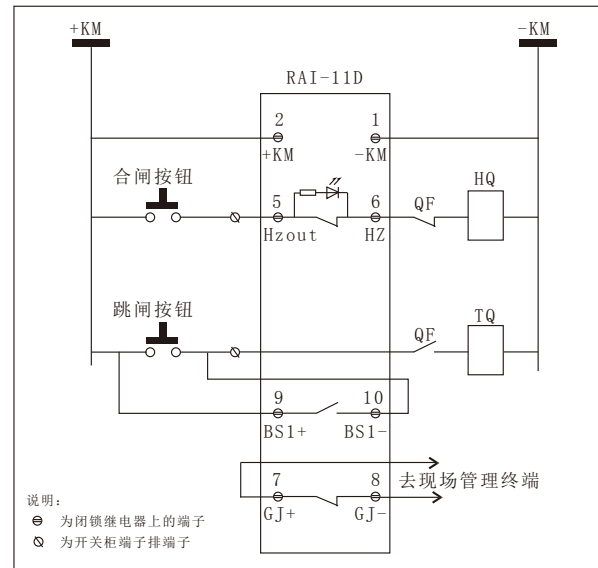 +KM
-KM
RAI-11D
2
1
+KM
-KM
合闸按钮
5
6
QF
HQ
Hzout
HZ
跳闸按钮
QF
TQ
9
10
BS1+
BS1-
7
8
去现场管理终端
GJ+
GJ-
说明：
为闭锁继电器上的端子
为开关柜端子排端子